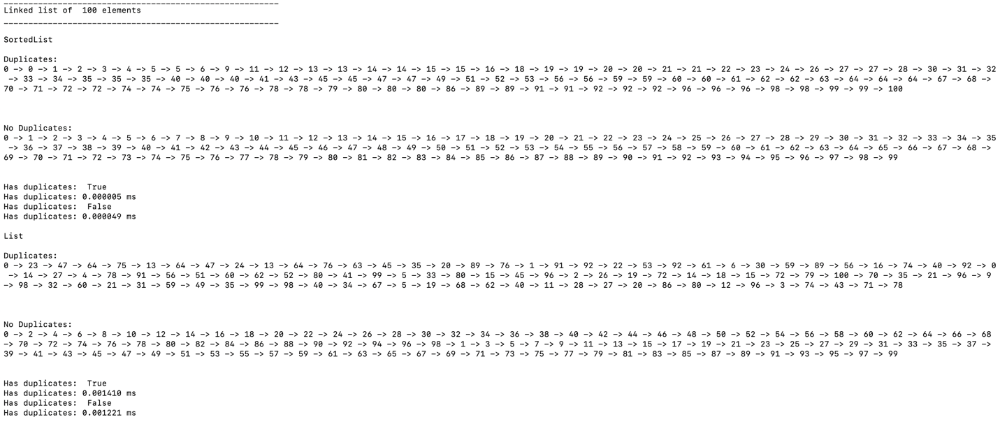 ________________________________________________________
Linked list of  100 elements
________________________________________________________
SortedList
Duplicates:
0 -> 0 -> 1 -> 2 -> 3 -> 4 -> 5 -> 5 -> 6 -> 9 -> 11 -> 12 -> 13 -> 13 -> 14 -> 14 -> 15 -> 15 -> 16 -> 18 -> 19 -> 19 -> 20 -> 20 -> 21 -> 21 -> 22 -> 23 -> 24 -> 26 -> 27 -> 27 -> 28 -> 30 -> 31 -> 32
-> 33 -> 34 -> 35 -> 35 -> 35 -> 40 -> 40 -> 40 -> 41 -> 43 -> 45 -> 45 -> 47 -> 47 -> 49 -> 51 -> 52 -> 53 -> 56 -> 56 -> 59 -> 59 -> 60 -> 60 -> 61 -> 62 -> 62 -> 63 -> 64 -> 64 -> 64 -> 67 -> 68 ->
70 -> 71 -> 72 -> 72 -> 74 -> 74 -> 75 -> 76 -> 76 -> 78 -> 78 -> 79 -> 80 -> 80 -> 80 -> 86 -> 89 -> 89 -> 91 -> 91 -> 92 -> 92 -> 92 -> 96 -> 96 -> 96 -> 98 -> 98 -> 99 -> 99 -> 100
No Duplicates:
0 -> 1 -> 2 -> 3 -> 4 -> 5 -> 6 -> 7 -> 8 -> 9 -> 10 -> 11 -> 12 -> 13 -> 14 -> 15 -> 16 -> 17 -> 18 -> 19 -> 20 -> 21 -> 22 -> 23 -> 24 -> 25 -> 26 -> 27 -> 28 -> 29 -> 30 -> 31 -> 32 -> 33 -> 34 -> 35
-> 36 -> 37 -> 38 -> 39 -> 40 -> 41 -> 42 -> 43 -> 44 -> 45 -> 46 -> 47 -> 48 -> 49 -> 50 -> 51 -> 52 -> 53 -> 54 -> 55 -> 56 -> 57 -> 58 -> 59 -> 60 -> 61 -> 62 -> 63 -> 64 -> 65 -> 66 -> 67 -> 68 ->
69 -> 70 -> 71 -> 72 -> 73 -> 74 -> 75 -> 76 -> 77 -> 78 -> 79 -> 80 -> 81 -> 82 -> 83 -> 84 -> 85 -> 86 -> 87 -> 88 -> 89 -> 90 -> 91 -> 92 -> 93 -> 94 -> 95 -> 96 -> 97 -> 98 -> 99
Has duplicates:  True
Has duplicates: 0.000005 ms
Has duplicates:  False
Has duplicates: 0.000049 ms
List
Duplicates:
0 -> 23 -> 47 -> 64 -> 75 -> 13 -> 64 -> 47 -> 24 -> 13 -> 64 -> 76 -> 63 -> 45 -> 35 -> 20 -> 89 -> 76 -> 1 -> 91 -> 92 -> 22 -> 53 -> 92 -> 61 -> 6 -> 30 -> 59 -> 89 -> 56 -> 16 -> 74 -> 40 -> 92 -> 0
-> 14 -> 27 -> 4 -> 78 -> 91 -> 56 -> 51 -> 60 -> 62 -> 52 -> 80 -> 41 -> 99 -> 5 -> 33 -> 80 -> 15 -> 45 -> 96 -> 2 -> 26 -> 19 -> 72 -> 14 -> 18 -> 15 -> 72 -> 79 -> 100 -> 70 -> 35 -> 21 -> 96 -> 9
-> 98 -> 32 -> 60 -> 21 -> 31 -> 59 -> 49 -> 35 -> 99 -> 98 -> 40 -> 34 -> 67 -> 5 -> 19 -> 68 -> 62 -> 40 -> 11 -> 28 -> 27 -> 20 -> 86 -> 80 -> 12 -> 96 -> 3 -> 74 -> 43 -> 71 -> 78
No Duplicates:
0 -> 2 -> 4 -> 6 -> 8 -> 10 -> 12 -> 14 -> 16 -> 18 -> 20 -> 22 -> 24 -> 26 -> 28 -> 30 -> 32 -> 34 -> 36 -> 38 -> 40 -> 42 -> 44 -> 46 -> 48 -> 50 -> 52 -> 54 -> 56 -> 58 -> 60 -> 62 -> 64 -> 66 -> 68
-> 70 -> 72 -> 74 -> 76 -> 78 -> 80 -> 82 -> 84 -> 86 -> 88 -> 90 -> 92 -> 94 -> 96 -> 98 -> 1 -> 3 -> 5 -> 7 -> 9 -> 11 -> 13 -> 15 -> 17 -> 19 -> 21 -> 23 -> 25 -> 27 -> 29 -> 31 -> 33 -> 35 -> 37 ->
39 -> 41 -> 43 -> 45 -> 47 -> 49 -> 51 -> 53 -> 55 -> 57 -> 59 -> 61 -> 63 -> 65 -> 67 -> 69 -> 71 -> 73 -> 75 -> 77 -> 79 -> 81 -> 83 -> 85 -> 87 -> 89 -> 91 -> 93 -> 95 -> 97 -> 99
Has duplicates:  True
Has duplicates: 0.001410 ms
Has duplicates:  False
Has duplicates: 0.001221 ms